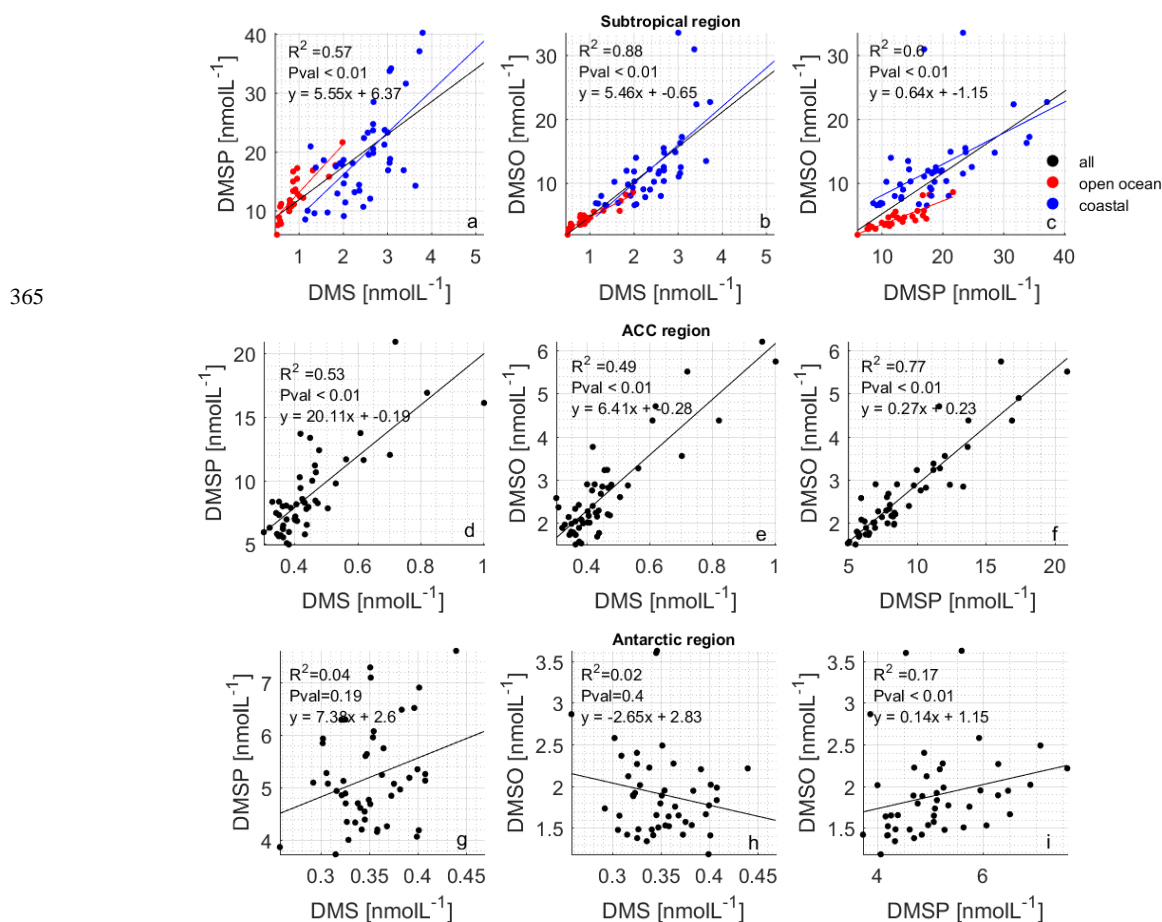 Subtropical region
R² =0.57
Pval < 0.01
y = 5.55x + 6.37
DMSP [nmolL⁻¹]
40
30
20
10
1 2 3 4 5
DMS [nmolL⁻¹]
a
R² =0.88
Pval < 0.01
y = 5.46x + -0.65
DMSO [nmolL⁻¹]
30
20
10
1 2 3 4 5
DMS [nmolL⁻¹]
b
R² =0.6
Pval < 0.01
y = 0.64x + -1.15
DMSO [nmolL⁻¹]
30
20
10
10 20 30 40
DMSP [nmolL⁻¹]
c
all
open ocean
coastal
365
ACC region
R² =0.53
Pval < 0.01
y = 20.11x + -0.19
DMSP [nmolL⁻¹]
20
15
10
5
0.4 0.6 0.8 1
DMS [nmolL⁻¹]
d
R² =0.49
Pval < 0.01
y = 6.41x + -0.28
DMSO [nmolL⁻¹]
6
5
4
3
2
0.4 0.6 0.8 1
DMS [nmolL⁻¹]
e
R² =0.77
Pval < 0.01
y = 0.27x + 0.23
DMSO [nmolL⁻¹]
6
5
4
3
2
5 10 15 20
DMSP [nmolL⁻¹]
f
Antarctic region
R²=0.04
Pval=0.19
y = 7.38x + 2.6
DMSP [nmolL⁻¹]
7
6
5
4
0.3 0.35 0.4 0.45
DMS [nmolL⁻¹]
g
R²=0.02
Pval=0.4
y = -2.65x + 2.83
DMSO [nmolL⁻¹]
3.5
3
2.5
2
1.5
0.3 0.35 0.4 0.45
DMS [nmolL⁻¹]
h
R² =0.17
Pval < 0.01
y = 0.14x + 1.15
DMSO [nmolL⁻¹]
3.5
3
2.5
2
1.5
4 6
DMSP [nmolL⁻¹]
i